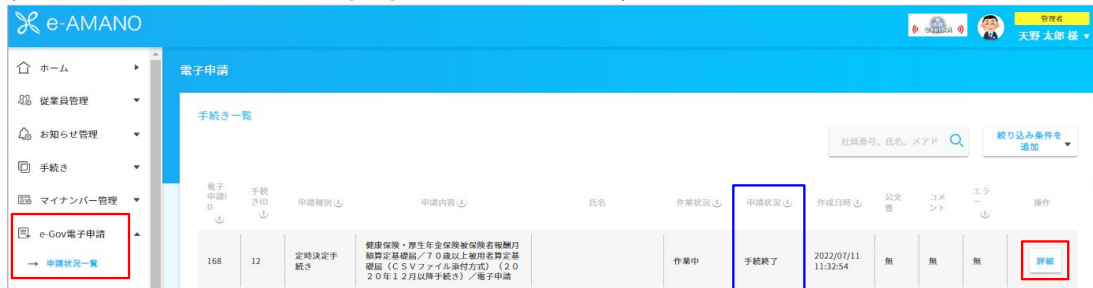 e-AMANO
管理者
天野 太郎 様
ホーム
従業員管理
お知らせ管理
手続き
マイナンバー管理
e-Gov電子申請
→ 申請状況一覧
電子申請
手続き一覧
社員番号、氏名、メアド
絞り込み条件を
追加
電子
申請I
D
手続
きID
申請種別
申請内容
氏名
作業状況
申請状況
作成日時
公文
書
コメ
ント
エラ
ー
操作
168
12
定時決定手
続き
健康保険・厚生年金保険被保険者報酬月
額算定基礎届/70歳以上被用者算定基
礎届(CSVファイル添付方式)(20
20年12月以降手続き)/電子申請
作業中
手続終了
2022/07/11
11:32:54
無
無
無
詳細